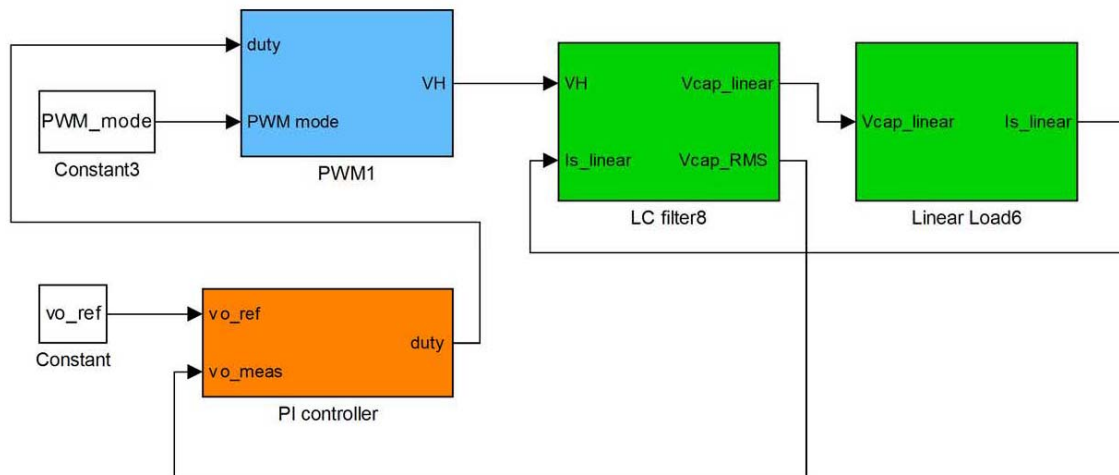 duty
VH
PWM mode
PWM1
PWM_mode
Constant3
VH
Vcap_linear
Is_linear
Vcap_RMS
LC filter8
Vcap_linear
Is_linear
Linear Load6
vo_ref
Constant
vo_ref
duty
vo_meas
PI controller